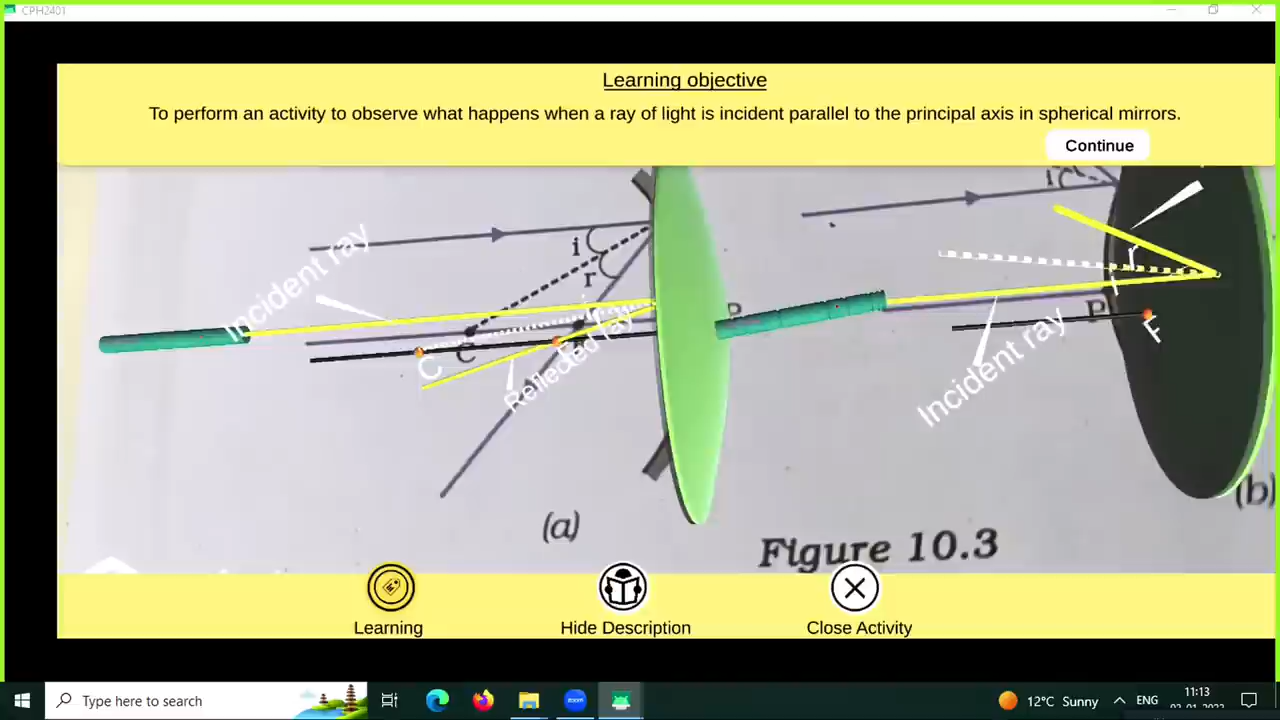 CPH2401
Learning objective
To perform an activity to observe what happens when a ray of light is incident parallel to the principal axis in spherical mirrors.
Continue
i
r
Incident ray
C
C
F
Reflected ray
P
i
r
P
F
Incident ray
(a)
(b)
Figure 10.3
Learning
Hide Description
Close Activity
Type here to search
zoom
12°C Sunny
ENG
11:13